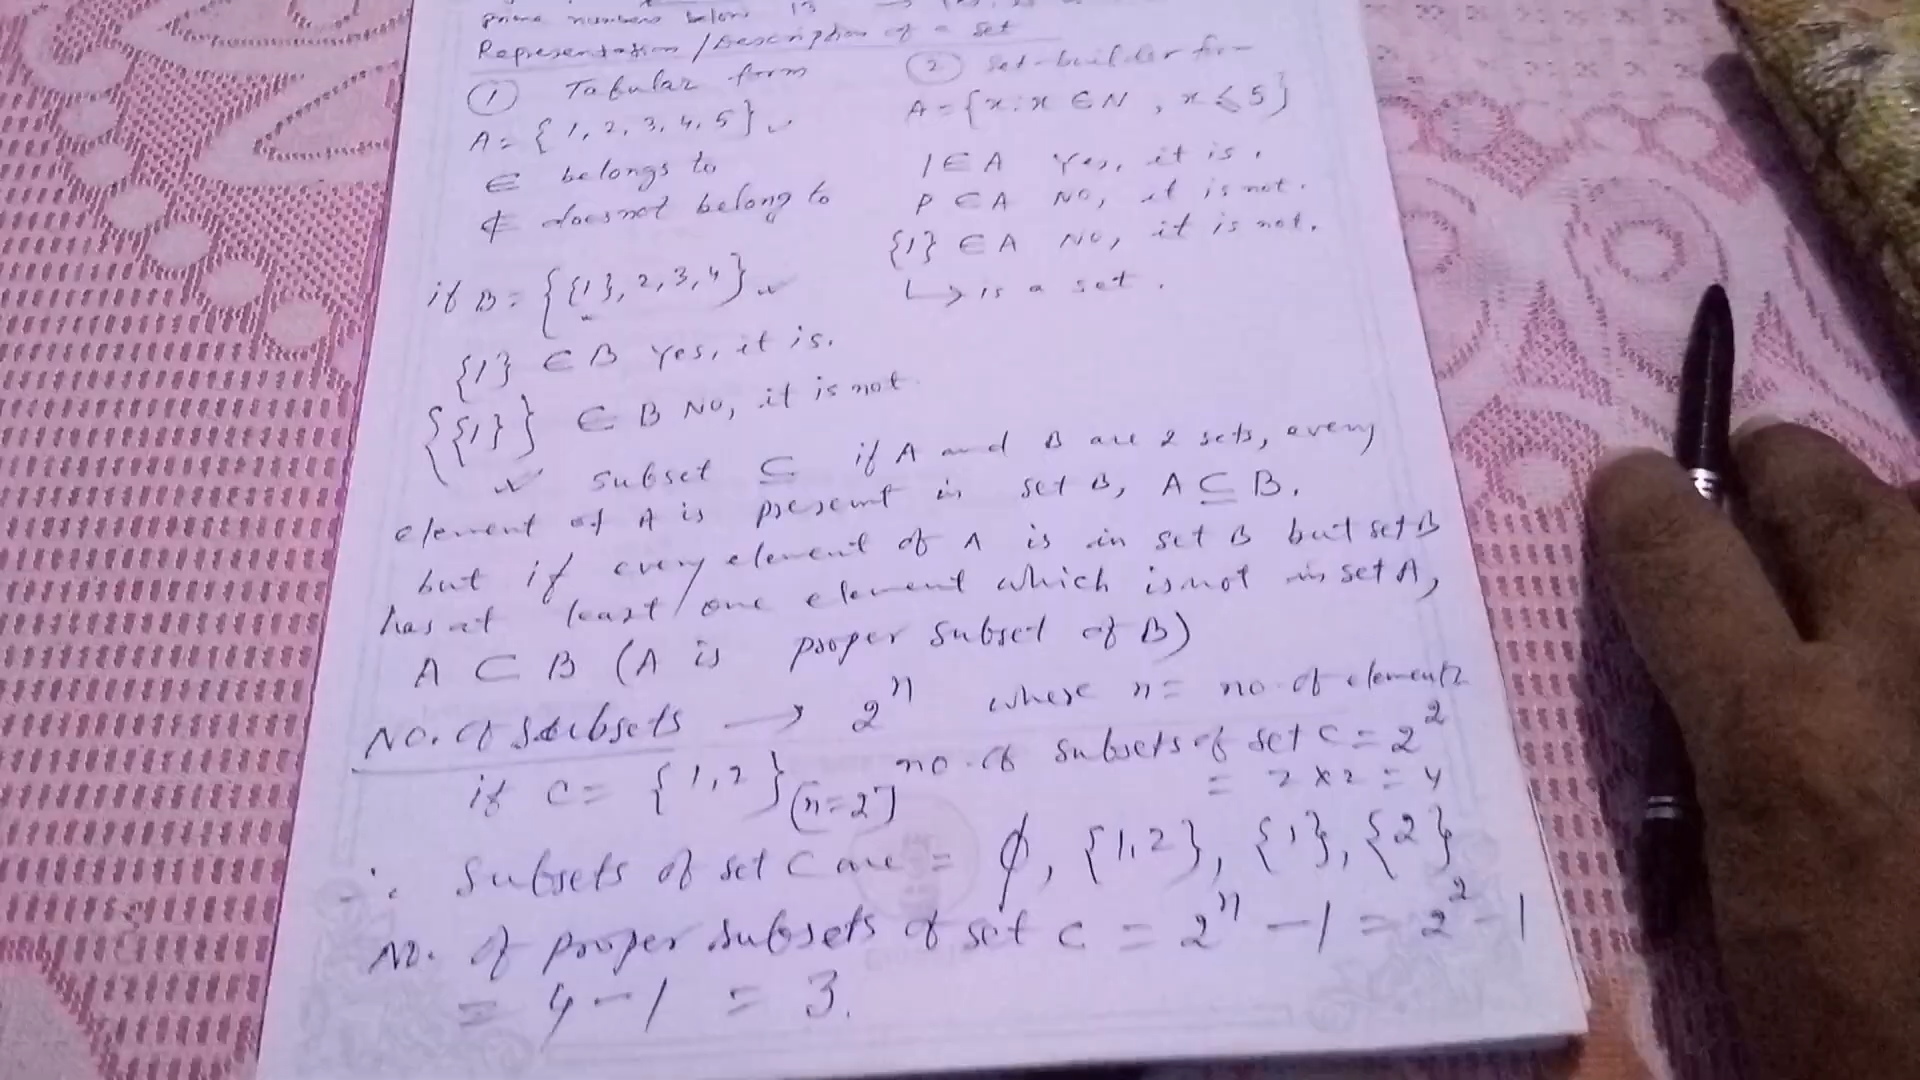 prime numbers below 13
Representation / Description of a set
① Tabular form
② Set-builder for
A = { 1, 2, 3, 4, 5 } ✓
A = {x : x ∈ N , x ≤ 5}
∈ belongs to
1 ∈ A Yes, it is.
∉ doesnot belong to
P ∈ A NO, it is not.
{1} ∈ A NO, it is not.
↳ is a set.
if B = { {1}, 2, 3, 4 } ✓
{1} ∈ B Yes, it is.
{{1}} ∈ B NO, it is not.
✓ subset ⊆ if A and B are 2 sets, every
element of A is present in set B, A ⊆ B.
but if every element of A is in set B but set B
has at least one element which is not in set A,
A ⊂ B (A is proper subset of B)
NO. of subsets → 2ⁿ where n = no. of elements
if C = {1,2} (n=2)
no. of subsets of set C = 2²
= 2 x 2 = 4
∴ Subsets of set C are = ϕ, {1,2}, {1}, {2}
NO. of proper subsets of set C = 2ⁿ - 1 = 2² - 1
= 4 - 1 = 3.